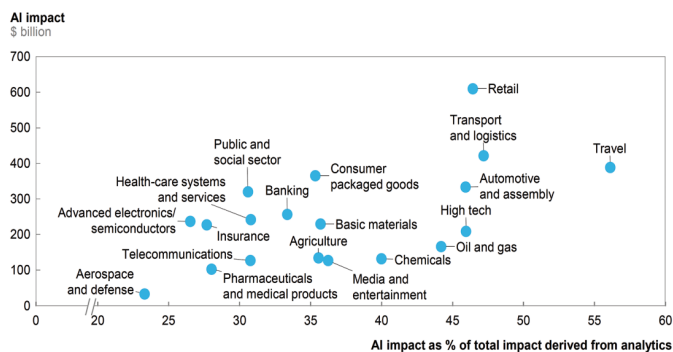 AI impact
$ billion
700
600
500
400
300
200
100
0
Retail
Transport
and logistics
Travel
Public and
social sector
Consumer
packaged goods
Automotive
and assembly
Health-care systems
and services
Banking
High tech
Advanced electronics/
semiconductors
Insurance
Basic materials
Agriculture
Oil and gas
Telecommunications
Chemicals
Aerospace
and defense
Pharmaceuticals
and medical products
Media and
entertainment
0
20
25
30
35
40
45
50
55
60
AI impact as % of total impact derived from analytics